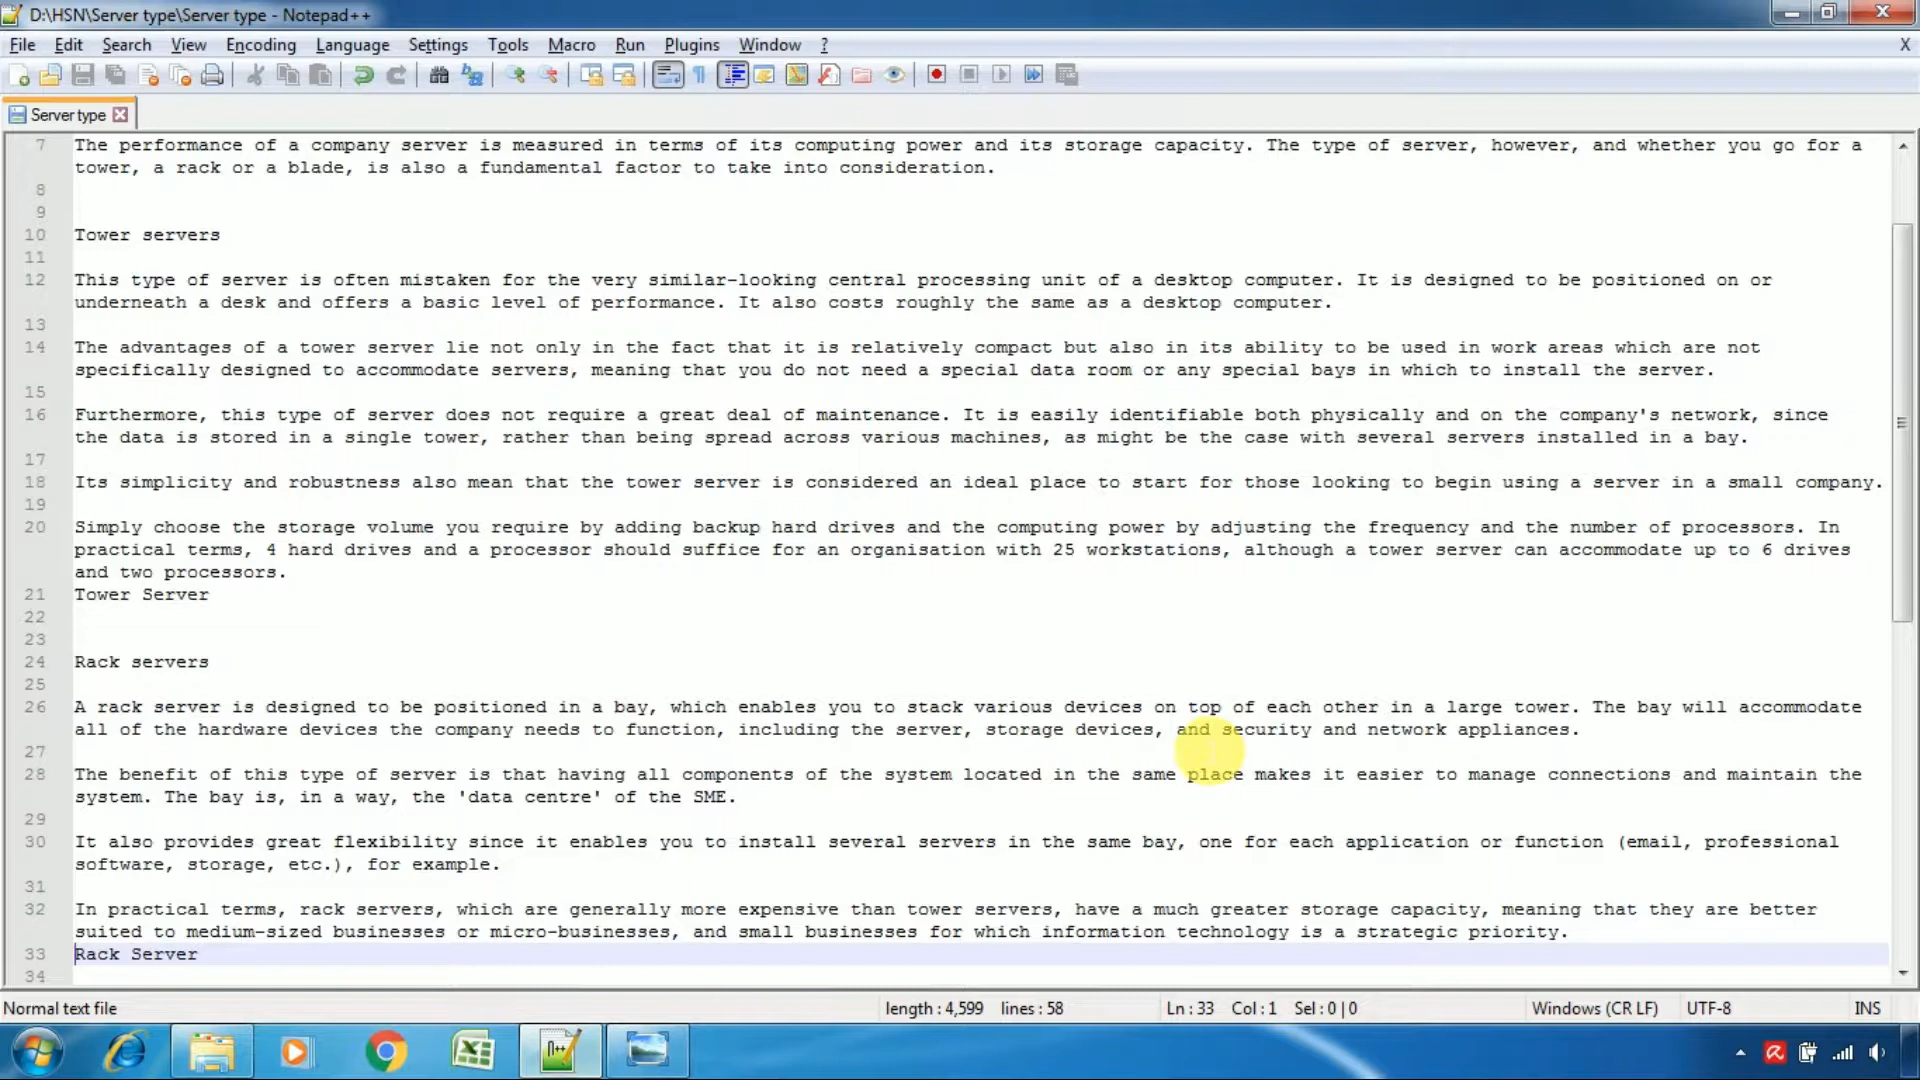 D:\HSN\Server type\Server type - Notepad++
File Edit Search View Encoding Language Settings Tools Macro Run Plugins Window ? X
Server type
7 The performance of a company server is measured in terms of its computing power and its storage capacity. The type of server, however, and whether you go for a
tower, a rack or a blade, is also a fundamental factor to take into consideration.
8
9
10 Tower servers
11
12 This type of server is often mistaken for the very similar-looking central processing unit of a desktop computer. It is designed to be positioned on or
underneath a desk and offers a basic level of performance. It also costs roughly the same as a desktop computer.
13
14 The advantages of a tower server lie not only in the fact that it is relatively compact but also in its ability to be used in work areas which are not
specifically designed to accommodate servers, meaning that you do not need a special data room or any special bays in which to install the server.
15
16 Furthermore, this type of server does not require a great deal of maintenance. It is easily identifiable both physically and on the company's network, since
the data is stored in a single tower, rather than being spread across various machines, as might be the case with several servers installed in a bay.
17
18 Its simplicity and robustness also mean that the tower server is considered an ideal place to start for those looking to begin using a server in a small company.
19
20 Simply choose the storage volume you require by adding backup hard drives and the computing power by adjusting the frequency and the number of processors. In
practical terms, 4 hard drives and a processor should suffice for an organisation with 25 workstations, although a tower server can accommodate up to 6 drives
and two processors.
21 Tower Server
22
23
24 Rack servers
25
26 A rack server is designed to be positioned in a bay, which enables you to stack various devices on top of each other in a large tower. The bay will accommodate
all of the hardware devices the company needs to function, including the server, storage devices, and security and network appliances.
27
28 The benefit of this type of server is that having all components of the system located in the same place makes it easier to manage connections and maintain the
system. The bay is, in a way, the 'data centre' of the SME.
29
30 It also provides great flexibility since it enables you to install several servers in the same bay, one for each application or function (email, professional
software, storage, etc.), for example.
31
32 In practical terms, rack servers, which are generally more expensive than tower servers, have a much greater storage capacity, meaning that they are better
suited to medium-sized businesses or micro-businesses, and small businesses for which information technology is a strategic priority.
33 Rack Server
34
Normal text file length : 4,599 lines : 58 Ln : 33 Col : 1 Sel : 0 | 0 Windows (CR LF) UTF-8 INS